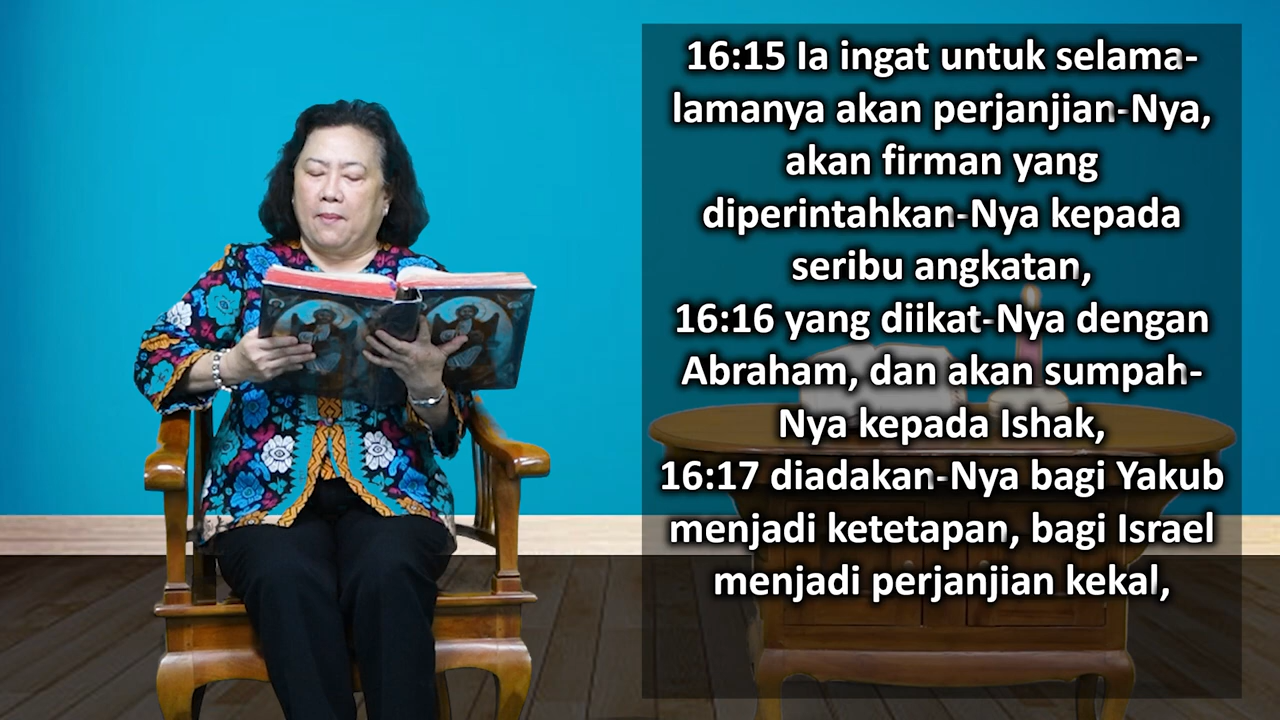 16:15 Ia ingat untuk selama-
lamanya akan perjanjian-Nya,
akan firman yang
diperintahkan-Nya kepada
seribu angkatan,
16:16 yang diikat-Nya dengan
Abraham, dan akan sumpah-
Nya kepada Ishak,
16:17 diadakan-Nya bagi Yakub
menjadi ketetapan, bagi Israel
menjadi perjanjian kekal,